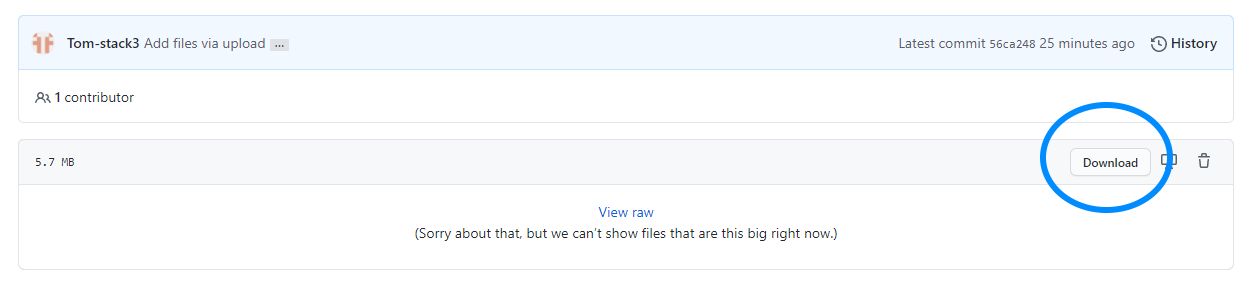 Tom-stack3 Add files via upload ... Latest commit 56ca248 25 minutes ago History
1 contributor
5.7 MB Download
View raw
(Sorry about that, but we can't show files that are this big right now.)